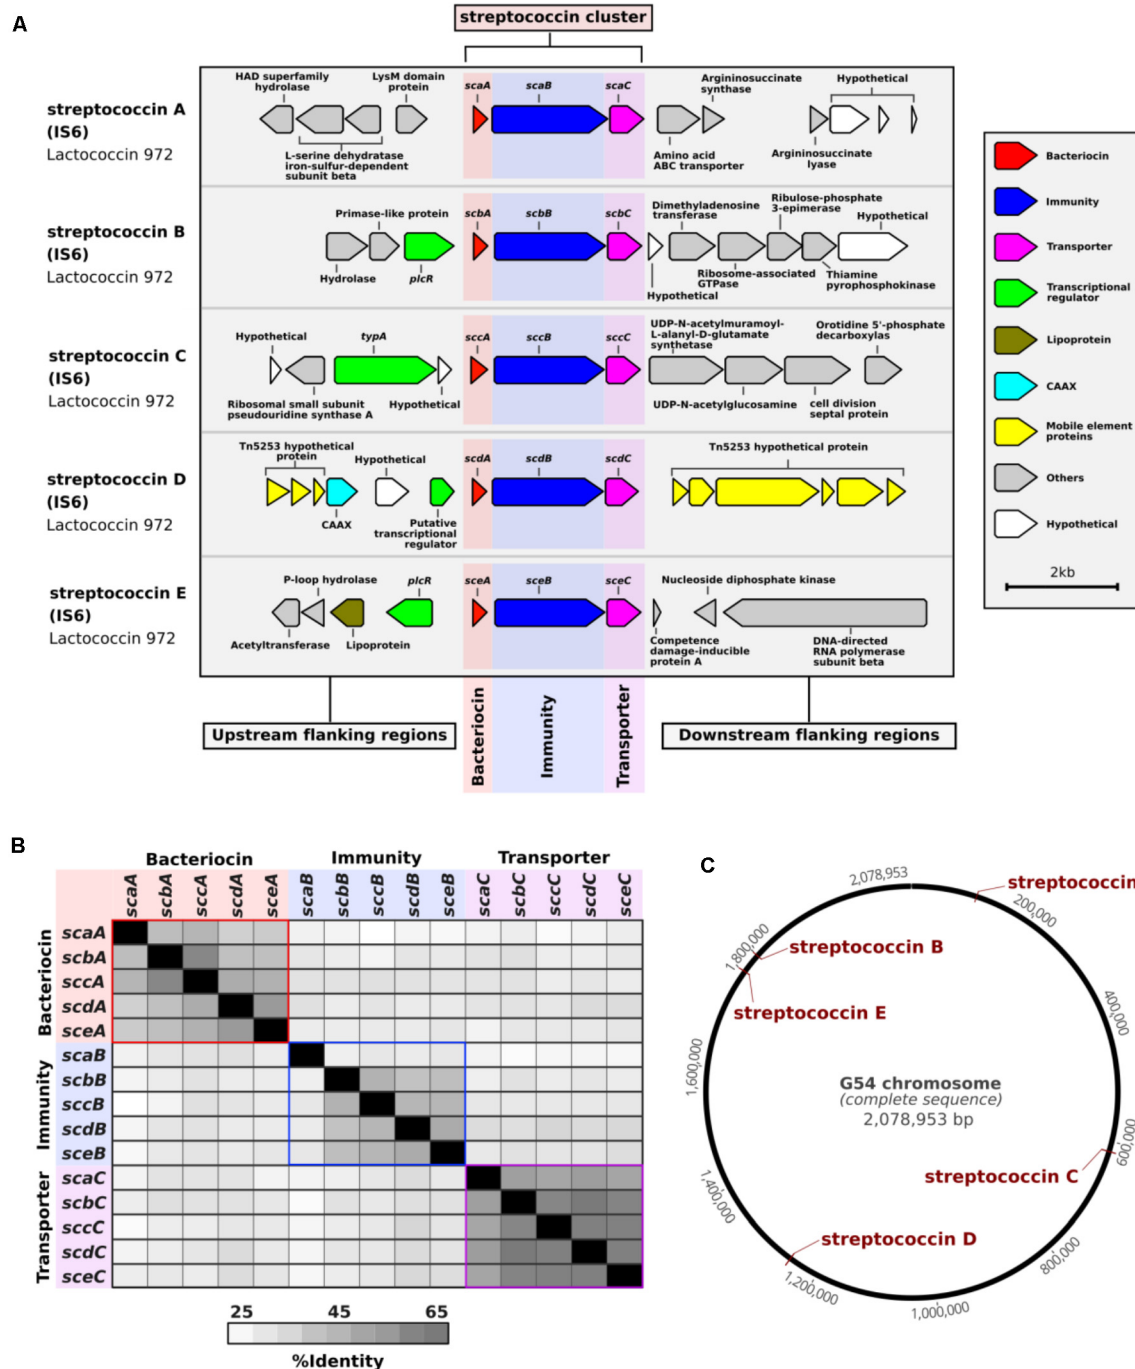 A
streptococcin cluster
streptococcin A
(IS6)
Lactococcin 972
HAD superfamily
hydrolase
LysM domain
protein
L-serine dehydratase
iron-sulfur-dependent
subunit beta
scaA
scaB
scaC
Argininosuccinate
synthase
Hypothetical
Amino acid
ABC transporter
Argininosuccinate
lyase
streptococcin B
(IS6)
Lactococcin 972
Primase-like protein
Hydrolase
plcR
scbA
scbB
scbC
Dimethyladenosine
transferase
Ribulose-phosphate
3-epimerase
Hypothetical
Ribosome-associated
GTPase
Thiamine
pyrophosphokinase
Hypothetical
streptococcin C
(IS6)
Lactococcin 972
Hypothetical
typA
Ribosomal small subunit
pseudouridine synthase A
Hypothetical
sccA
sccB
sccC
UDP-N-acetylmuramoyl-
L-alanyl-D-glutamate
synthetase
Orotidine 5'-phosphate
decarboxylas
UDP-N-acetylglucosamine
cell division
septal protein
streptococcin D
(IS6)
Lactococcin 972
Tn5253 hypothetical
protein
Hypothetical
CAAX
Putative
transcriptional
regulator
scdA
scdB
scdC
Tn5253 hypothetical protein
streptococcin E
(IS6)
Lactococcin 972
P-loop hydrolase
plcR
Acetyltransferase
Lipoprotein
sceA
sceB
sceC
Nucleoside diphosphate kinase
Competence
damage-inducible
protein A
DNA-directed
RNA polymerase
subunit beta
Upstream flanking regions
Bacteriocin
Immunity
Transporter
Downstream flanking regions
Bacteriocin
Immunity
Transporter
Transcriptional
regulator
Lipoprotein
CAAX
Mobile element
proteins
Others
Hypothetical
2kb
B
Bacteriocin
Immunity
Transporter
scaA
scbA
sccA
scdA
sceA
scaB
scbB
sccB
scdB
sceB
scaC
scbC
sccC
scdC
sceC
Bacteriocin
Immunity
Transporter
scaA
scbA
sccA
scdA
sceA
scaB
scbB
sccB
scdB
sceB
scaC
scbC
sccC
scdC
sceC
25 45 65
%Identity
C
2,078,953
streptococcin
200,000
1,800,000
streptococcin B
streptococcin E
400,000
1,600,000
G54 chromosome
(complete sequence)
2,078,953 bp
600,000
streptococcin C
1,400,000
streptococcin D
800,000
1,200,000
1,000,000